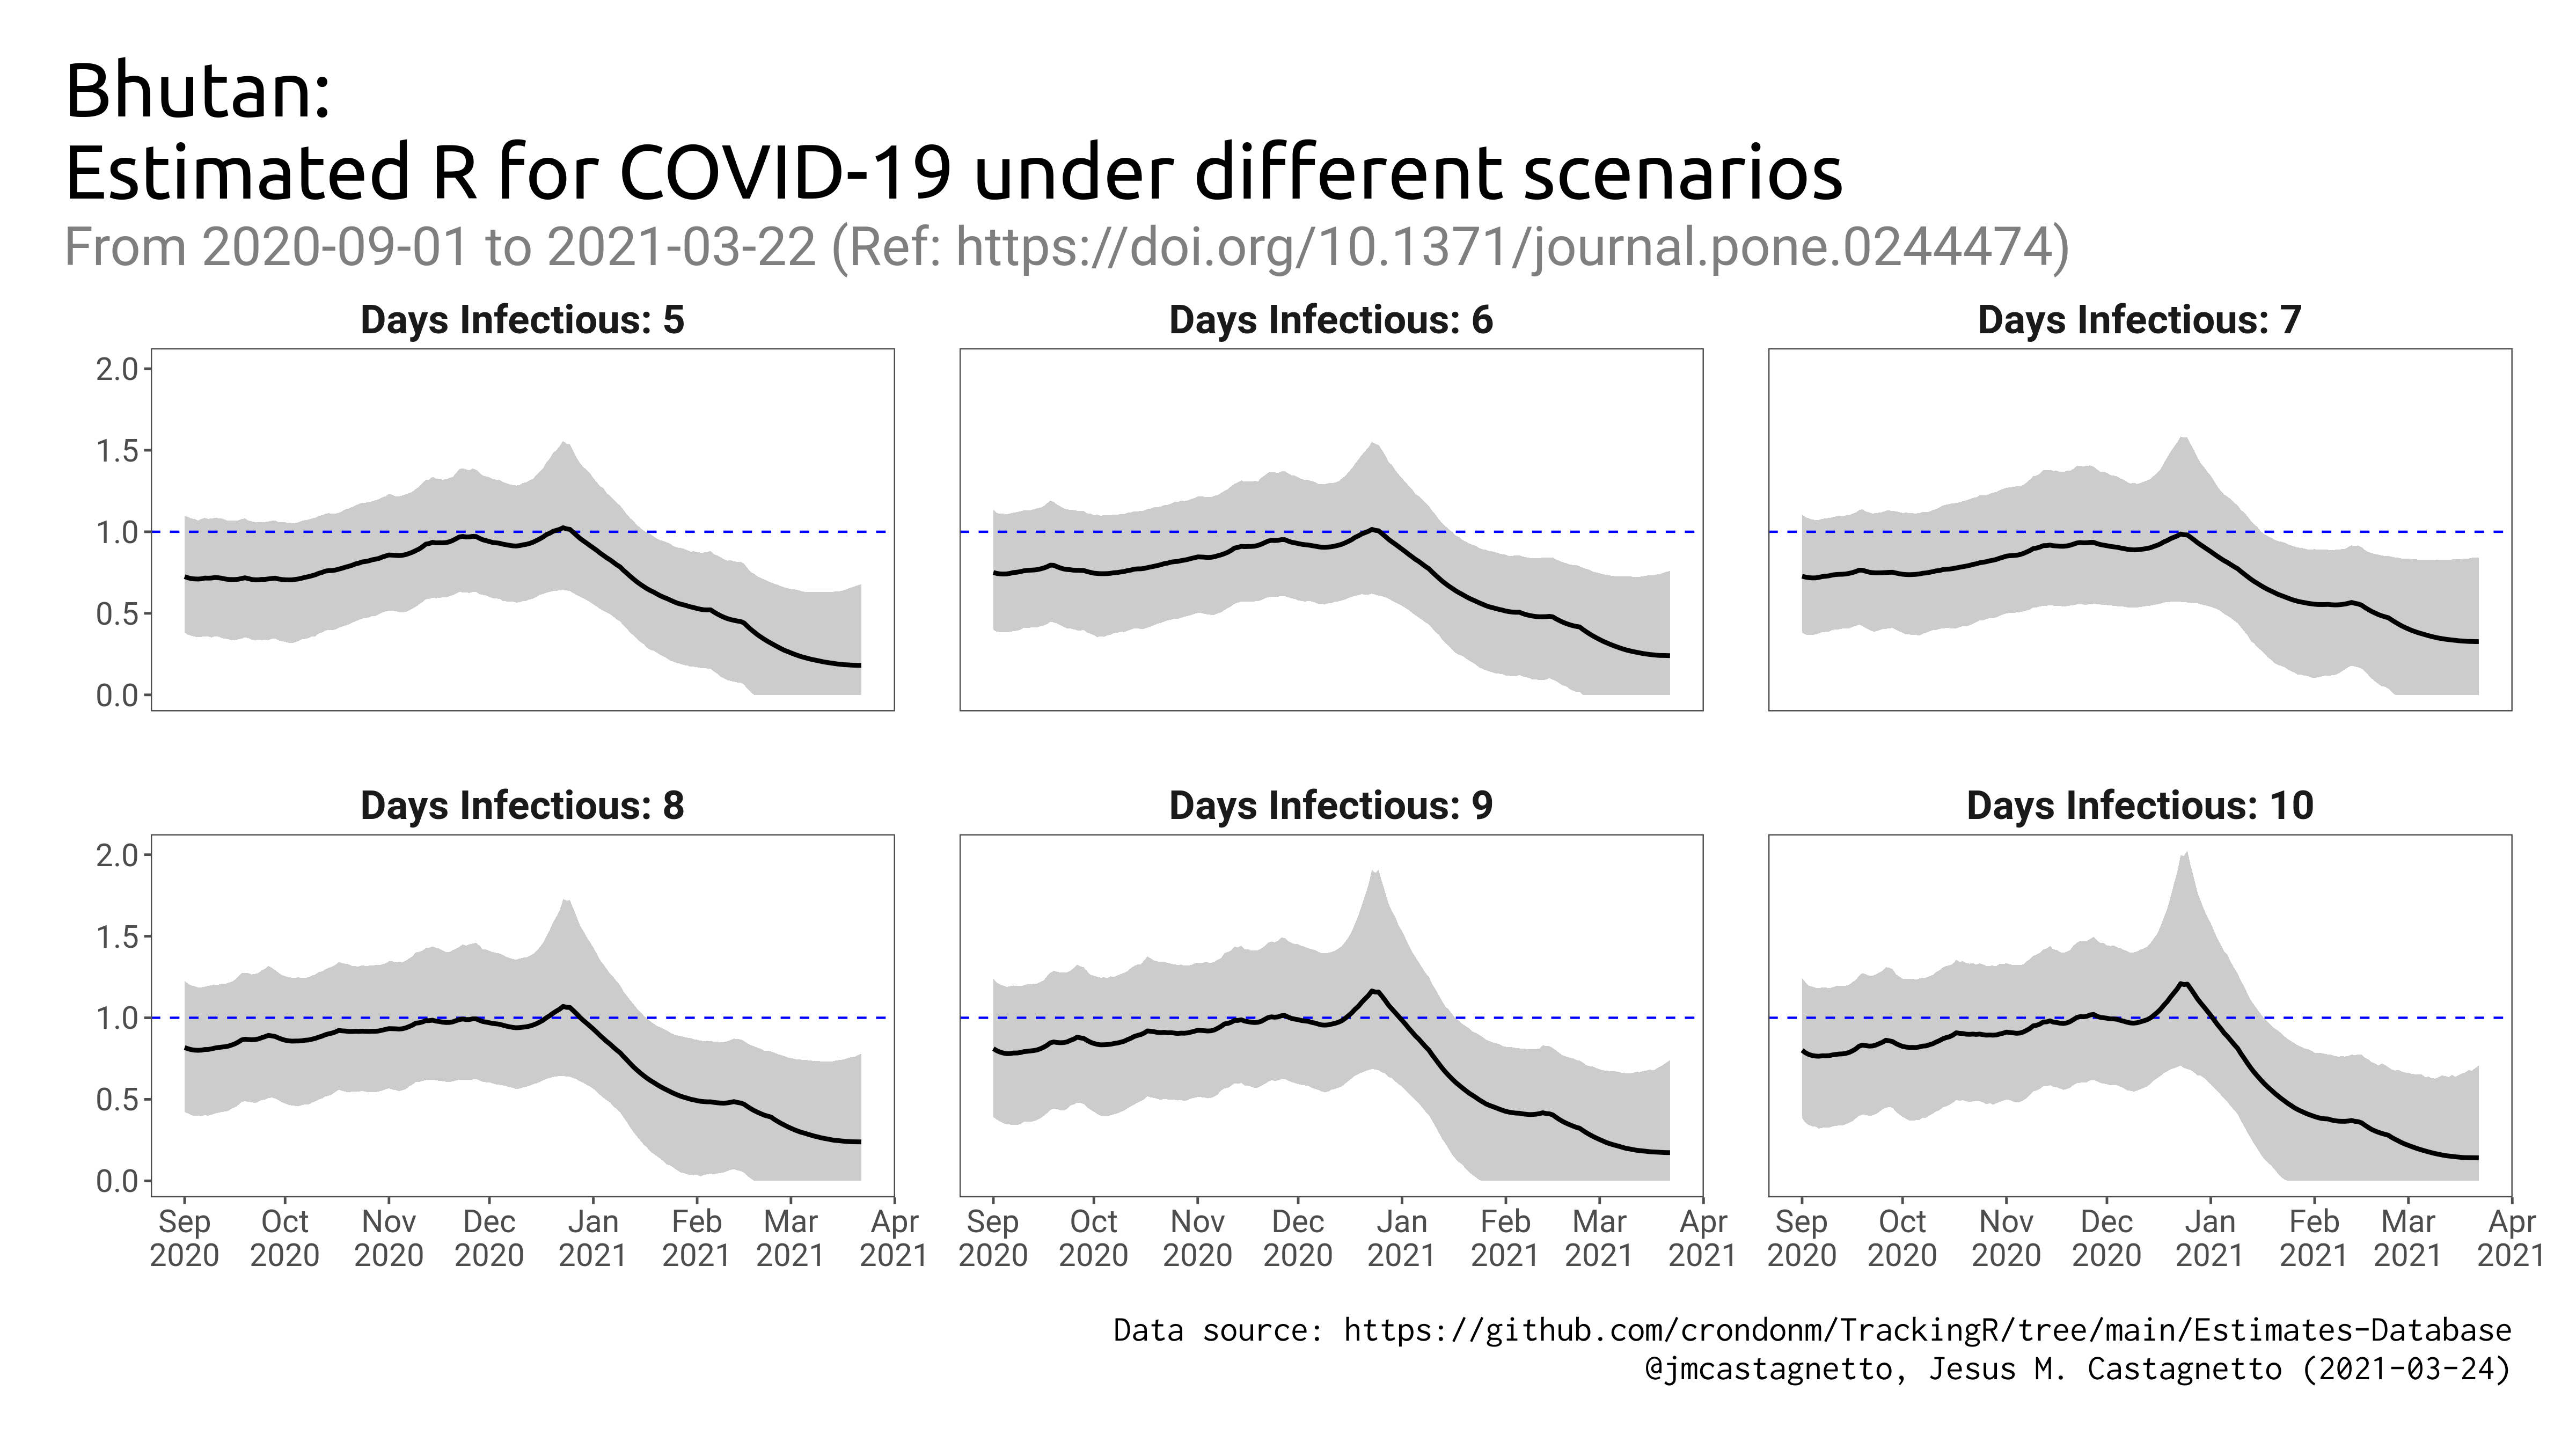 Bhutan:
Estimated R for COVID-19 under different scenarios
From 2020-09-01 to 2021-03-22 (Ref: https://doi.org/10.1371/journal.pone.0244474)
Days Infectious: 5
Days Infectious: 6
Days Infectious: 7
2.0
1.5
1.0
0.5
0.0
Days Infectious: 8
Days Infectious: 9
Days Infectious: 10
2.0
1.5
1.0
0.5
0.0
Sep Oct Nov Dec Jan Feb Mar Apr
2020 2020 2020 2020 2021 2021 2021 2021
Sep Oct Nov Dec Jan Feb Mar Apr
2020 2020 2020 2020 2021 2021 2021 2021
Sep Oct Nov Dec Jan Feb Mar Apr
2020 2020 2020 2020 2021 2021 2021 2021
Data source: https://github.com/crondonm/TrackingR/tree/main/Estimates-Database
@jmcastagnetto, Jesus M. Castagnetto (2021-03-24)